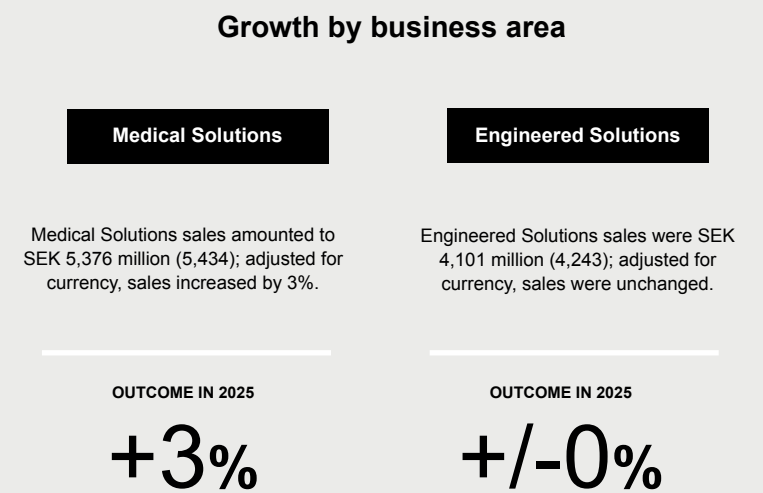 Growth by business area
Medical Solutions
Medical Solutions sales amounted to
SEK 5,376 million (5,434); adjusted for
currency, sales increased by 3%.
OUTCOME IN 2025
+3%
Engineered Solutions
Engineered Solutions sales were SEK
4,101 million (4,243); adjusted for
currency, sales were unchanged.
OUTCOME IN 2025
+/-0%